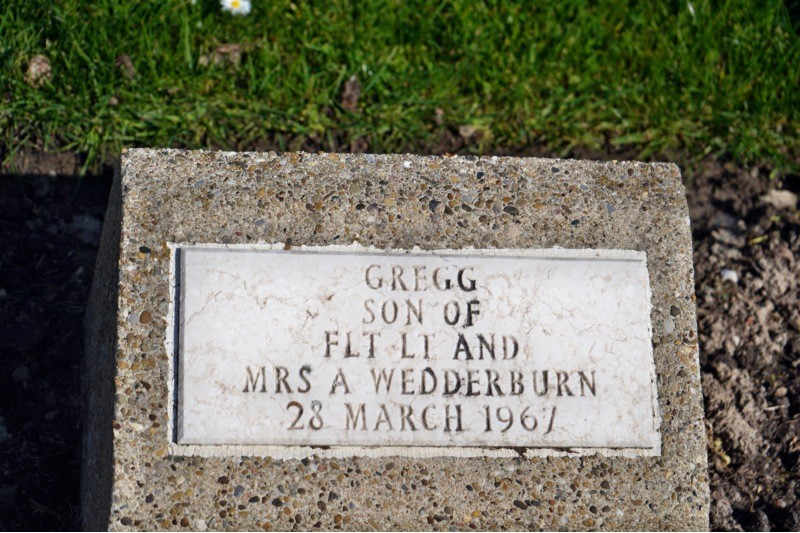 GREGG
SON OF
FLT LT AND
MRS A WEDDERBURN
28 MARCH 1967